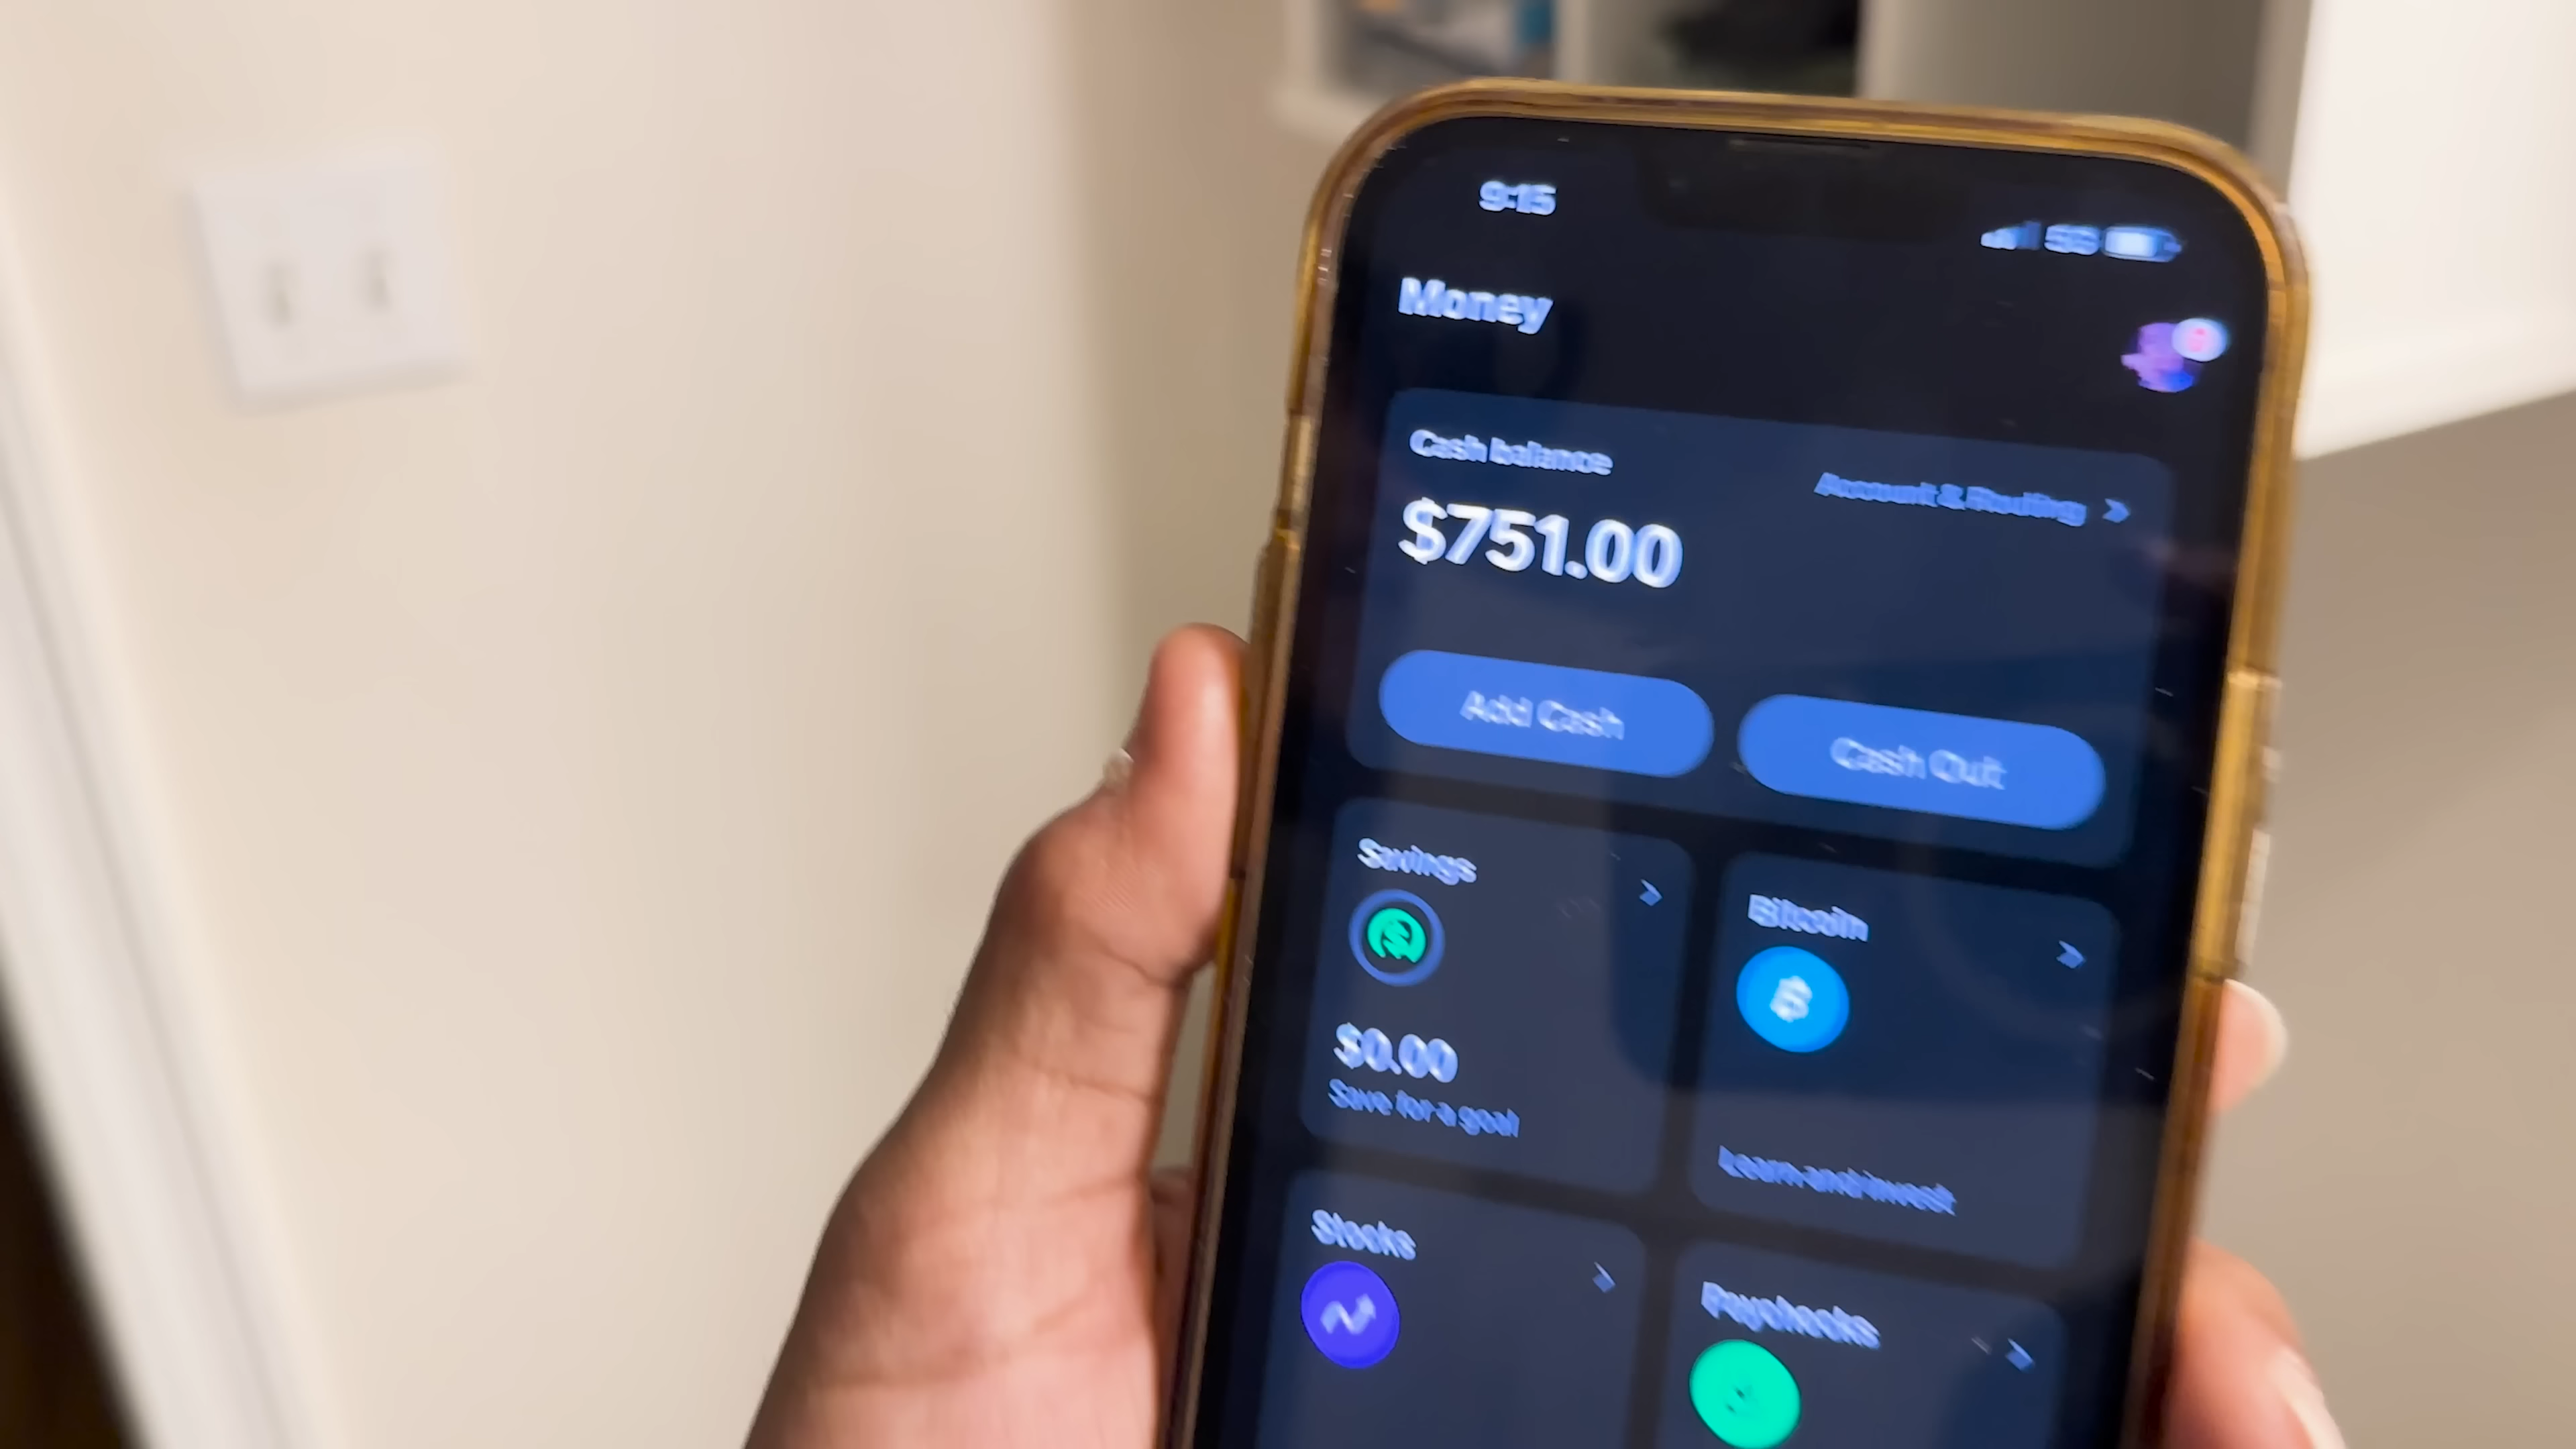 9:15
5G
Money
Cash balance
Account & Routing
$751.00
Add Cash
Cash Out
Savings
Bitcoin
$0.00
Save for a goal
Learn and invest
Stocks
Paychecks